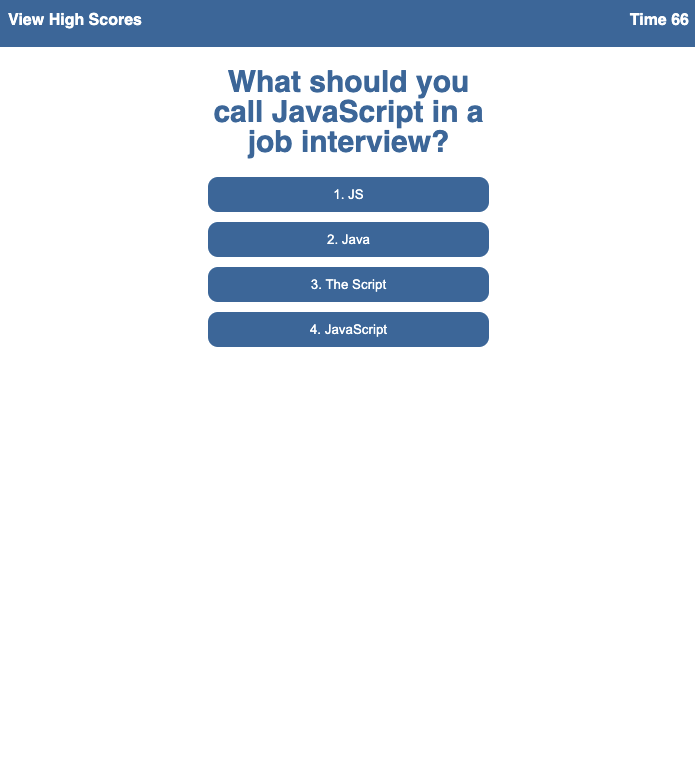 View High Scores
Time 66
What should you
call JavaScript in a
job interview?
1. JS
2. Java
3. The Script
4. JavaScript